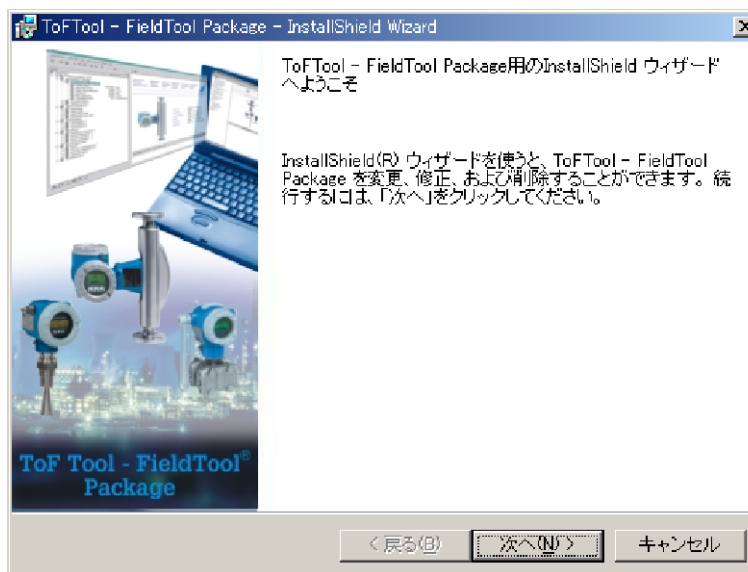 ToFTool - FieldTool Package - InstallShield Wizard
ToFTool - FieldTool Package用のInstallShield ウィザード
へようこそ
InstallShield(R) ウィザードを使うと、ToFTool - FieldTool
Package を変更、修正、および削除することができます。続
行するには、「次へ」をクリックしてください。
ToF Tool - FieldTool®
Package
< 戻る(B)
次へ(N) >
キャンセル